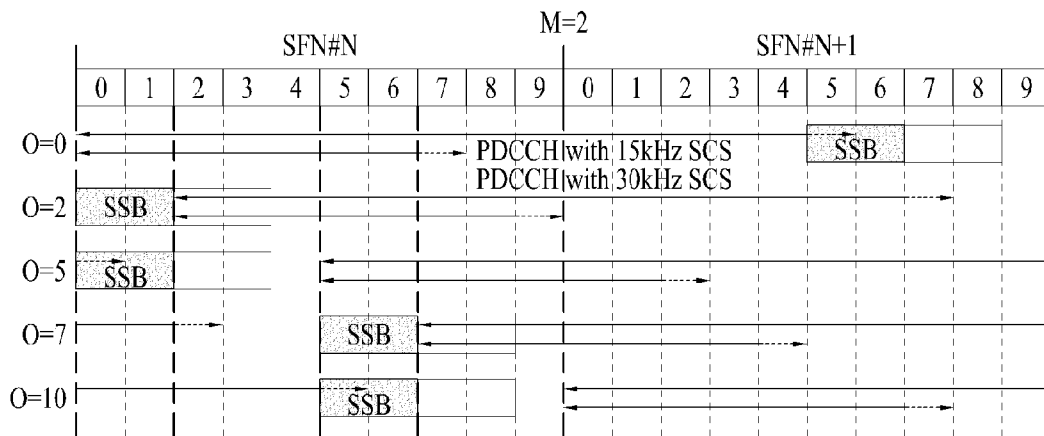 M=2
SFN#N SFN#N+1
0 1 2 3 4 5 6 7 8 9 0 1 2 3 4 5 6 7 8 9
O=0 PDCCH with 15kHz SCS SSB
PDCCH with 30kHz SCS
O=2 SSB
O=5 SSB
O=7 SSB
O=10 SSB